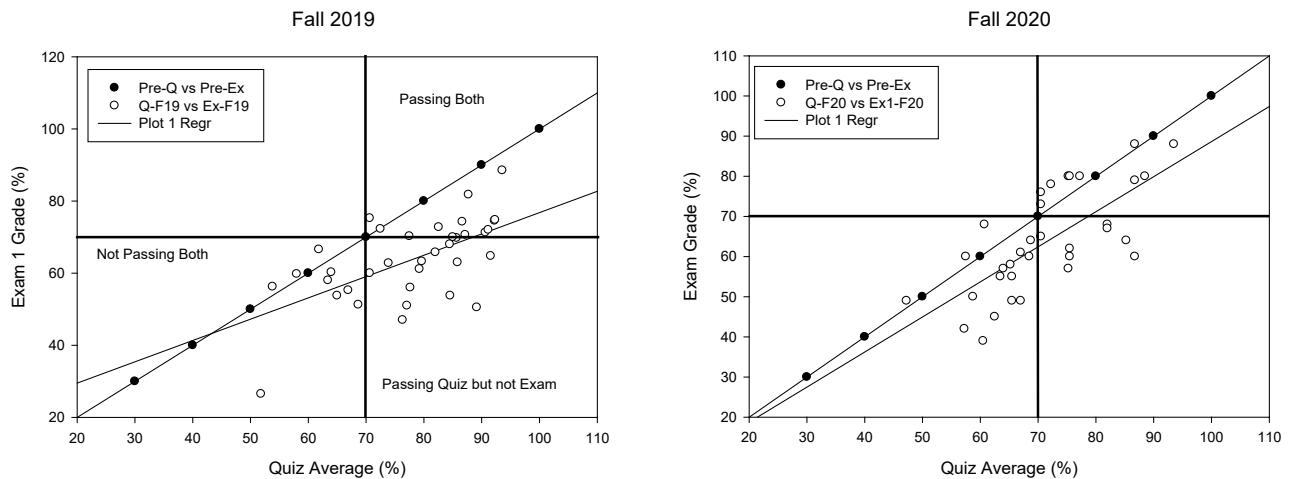 Fall 2019
120
100
80
60
40
20
Exam 1 Grade (%)
Pre-Q vs Pre-Ex
Q-F19 vs Ex-F19
Plot 1 Regr
Passing Both
Not Passing Both
Passing Quiz but not Exam
20 30 40 50 60 70 80 90 100 110
Quiz Average (%)
Fall 2020
110
100
90
80
70
60
50
40
30
20
Exam Grade (%)
Pre-Q vs Pre-Ex
Q-F20 vs Ex1-F20
Plot 1 Regr
20 30 40 50 60 70 80 90 100 110
Quiz Average (%)